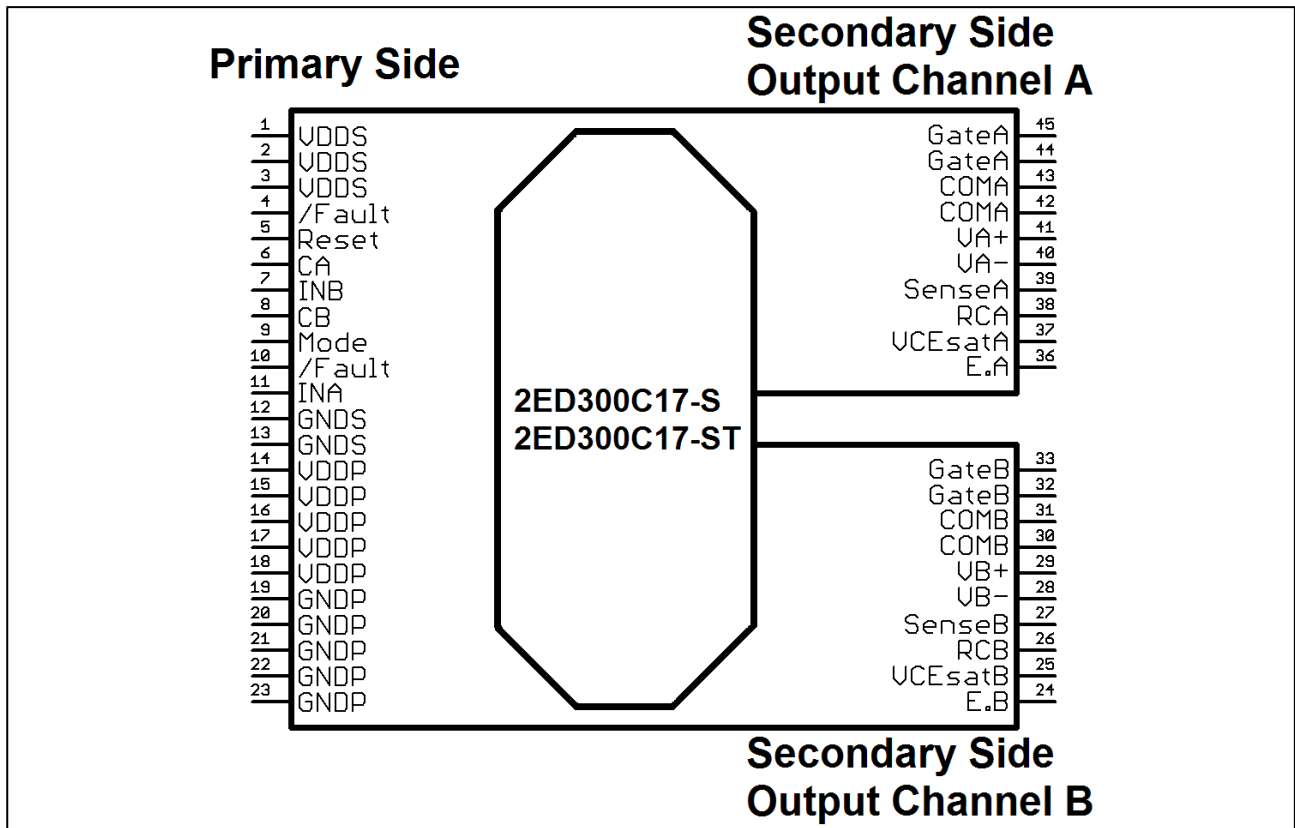 Primary Side
Secondary Side
Output Channel A
1 VDDS
2 VDDS
3 VDDS
4 /Fault
5 Reset
6 CA
7 INB
8 CB
9 Mode
10 /Fault
11 INA
12 GNDS
13 GNDS
14 VDDP
15 VDDP
16 VDDP
17 VDDP
18 VDDP
19 GNDP
20 GNDP
21 GNDP
22 GNDP
23 GNDP
2ED300C17-S
2ED300C17-ST
GateA 45
GateA 44
COMA 43
COMA 42
VA+ 41
VA- 40
SenseA 39
RCA 38
VCEsatA 37
E.A 36
GateB 33
GateB 32
COMB 31
COMB 30
VB+ 29
VB- 28
SenseB 27
RCB 26
VCEsatB 25
E.B 24
Secondary Side
Output Channel B